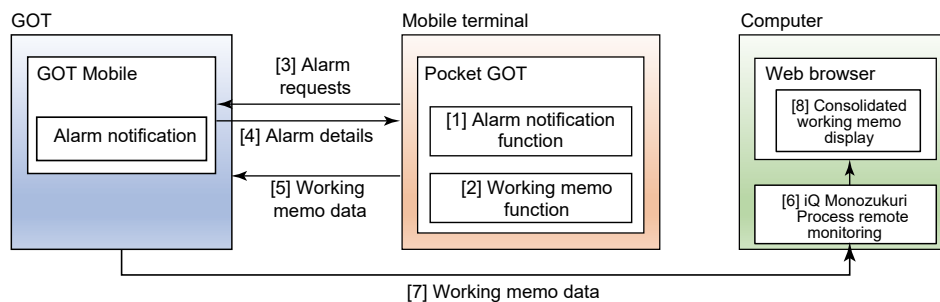 GOT
Mobile terminal
Computer
GOT Mobile
Alarm notification
[3] Alarm
requests
[4] Alarm details
[5] Working
memo data
Pocket GOT
[1] Alarm notification
function
[2] Working memo
function
Web browser
[8] Consolidated
working memo
display
[6] iQ Monozukuri
Process remote
monitoring
[7] Working memo data